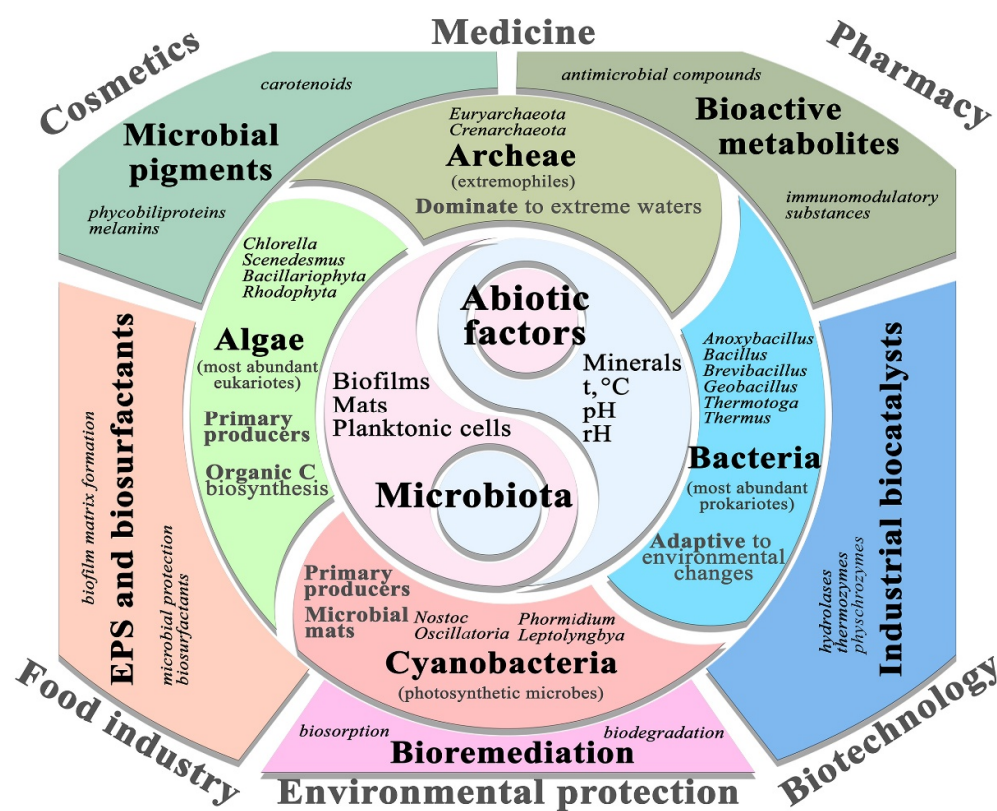 Cosmetics
Medicine
Pharmacy
carotenoids
Microbial
pigments
phycobiliproteins
melanins
antimicrobial compounds
Bioactive
metabolites
immunomodulatory
substances
Euryarchaeota
Crenarchaeota
Archeae
(extremophiles)
Dominate to extreme waters
Chlorella
Scenedesmus
Bacillariophyta
Rhodophyta
Algae
(most abundant
eukariotes)
Primary
producers
Organic C
biosynthesis
Abiotic
factors
Minerals
t,°C
pH
rH
Biofilms
Mats
Planktonic cells
Microbiota
Anoxybacillus
Bacillus
Brevibacillus
Geobacillus
Thermotoga
Thermus
Bacteria
(most abundant
prokariotes)
Adaptive to
environmental
changes
Primary
producers
Microbial
mats
Nostoc
Oscillatoria
Phormidium
Leptolyngbya
Cyanobacteria
(photosynthetic microbes)
biofilm matrix formation
EPS and biosurfactants
microbial protection
biosurfactants
hydrolases
thermozymes
physchrozymes
Industrial biocatalysts
biosorption
biodegradation
Bioremediation
Food industry
Environmental protection
Biotechnology